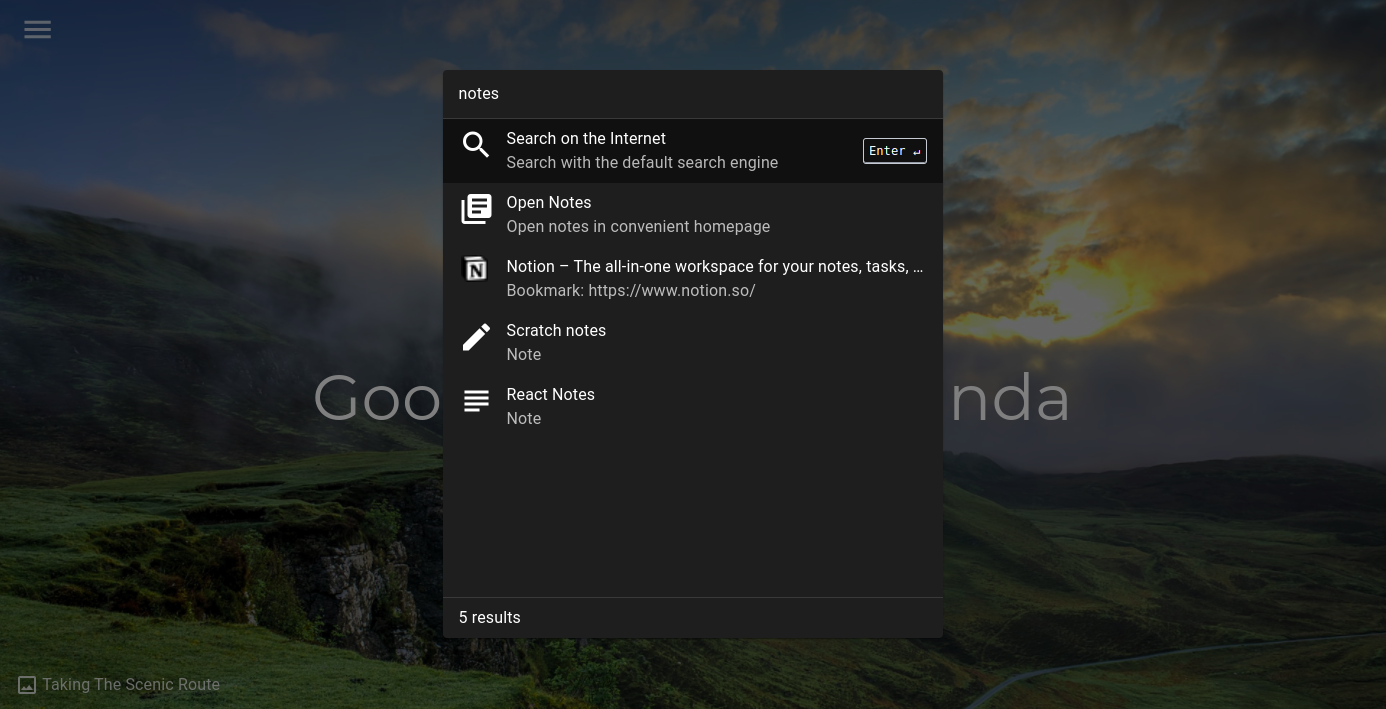 notes
Search on the Internet
Search with the default search engine
Enter ↵
Open Notes
Open notes in convenient homepage
Notion – The all-in-one workspace for your notes, tasks, …
Bookmark: https://www.notion.so/
Scratch notes
Note
React Notes
Note
Goo
nda
5 results
Taking The Scenic Route